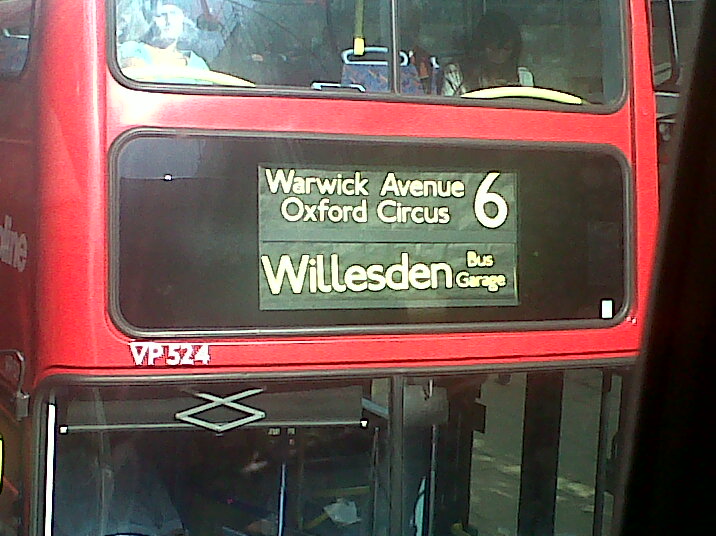 Warwick Avenue
Oxford Circus
6
Willesden
Bus
Garage
VP 524